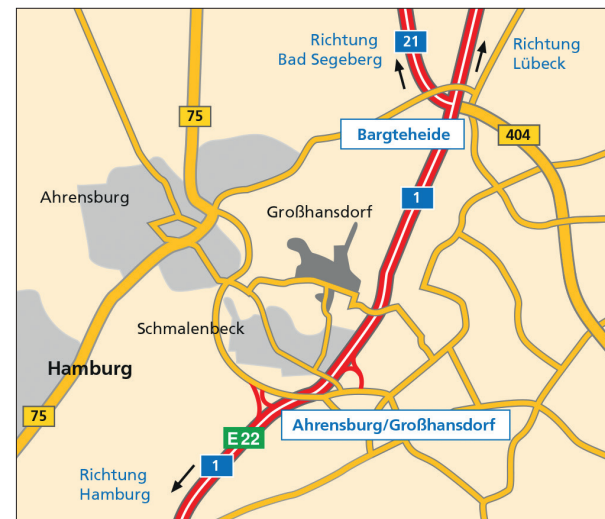 Richtung
Bad Segeberg
21
Richtung
Lübeck
75
Bargteheide
404
Ahrensburg
Großhansdorf
1
Schmalenbeck
Hamburg
75
Ahrensburg/Großhansdorf
E 22
1
Richtung
Hamburg